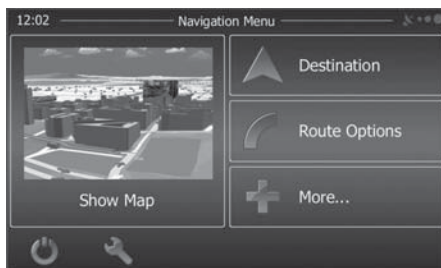 12:02 Navigation Menu
Destination
Route Options
Show Map
More...